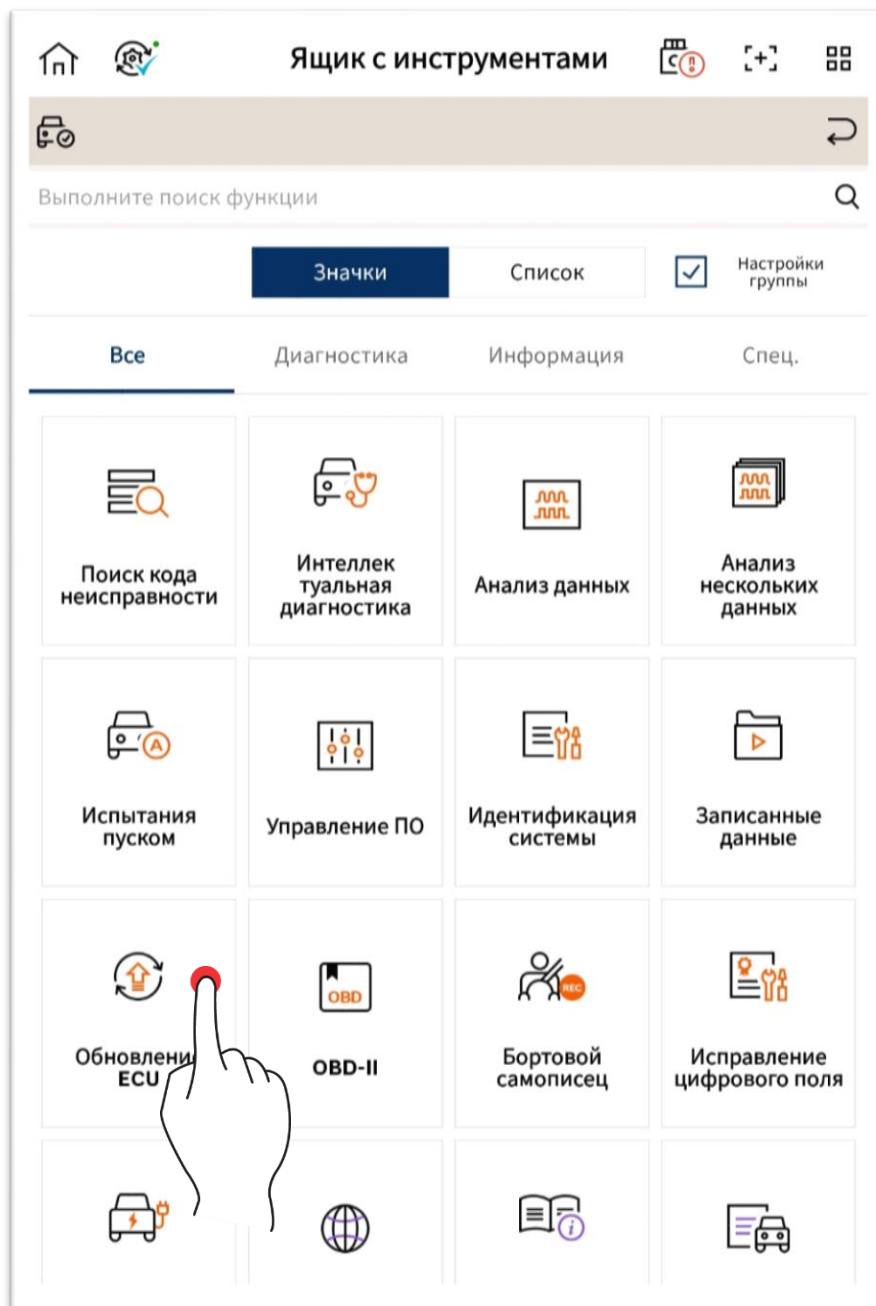 Ящик с инструментами
Выполните поиск функции
Значки
Список
Настройки
группы
Все
Диагностика
Информация
Спец.
Поиск кода
неисправности
Интеллек
туальная
диагностика
Анализ данных
Анализ
нескольких
данных
Испытания
пуском
Управление ПО
A
Идентификация
системы
Записанные
данные
Обновлени
ECU
OBD
OBD-II
REC
Бортовой
самописец
Исправление
цифрового поля